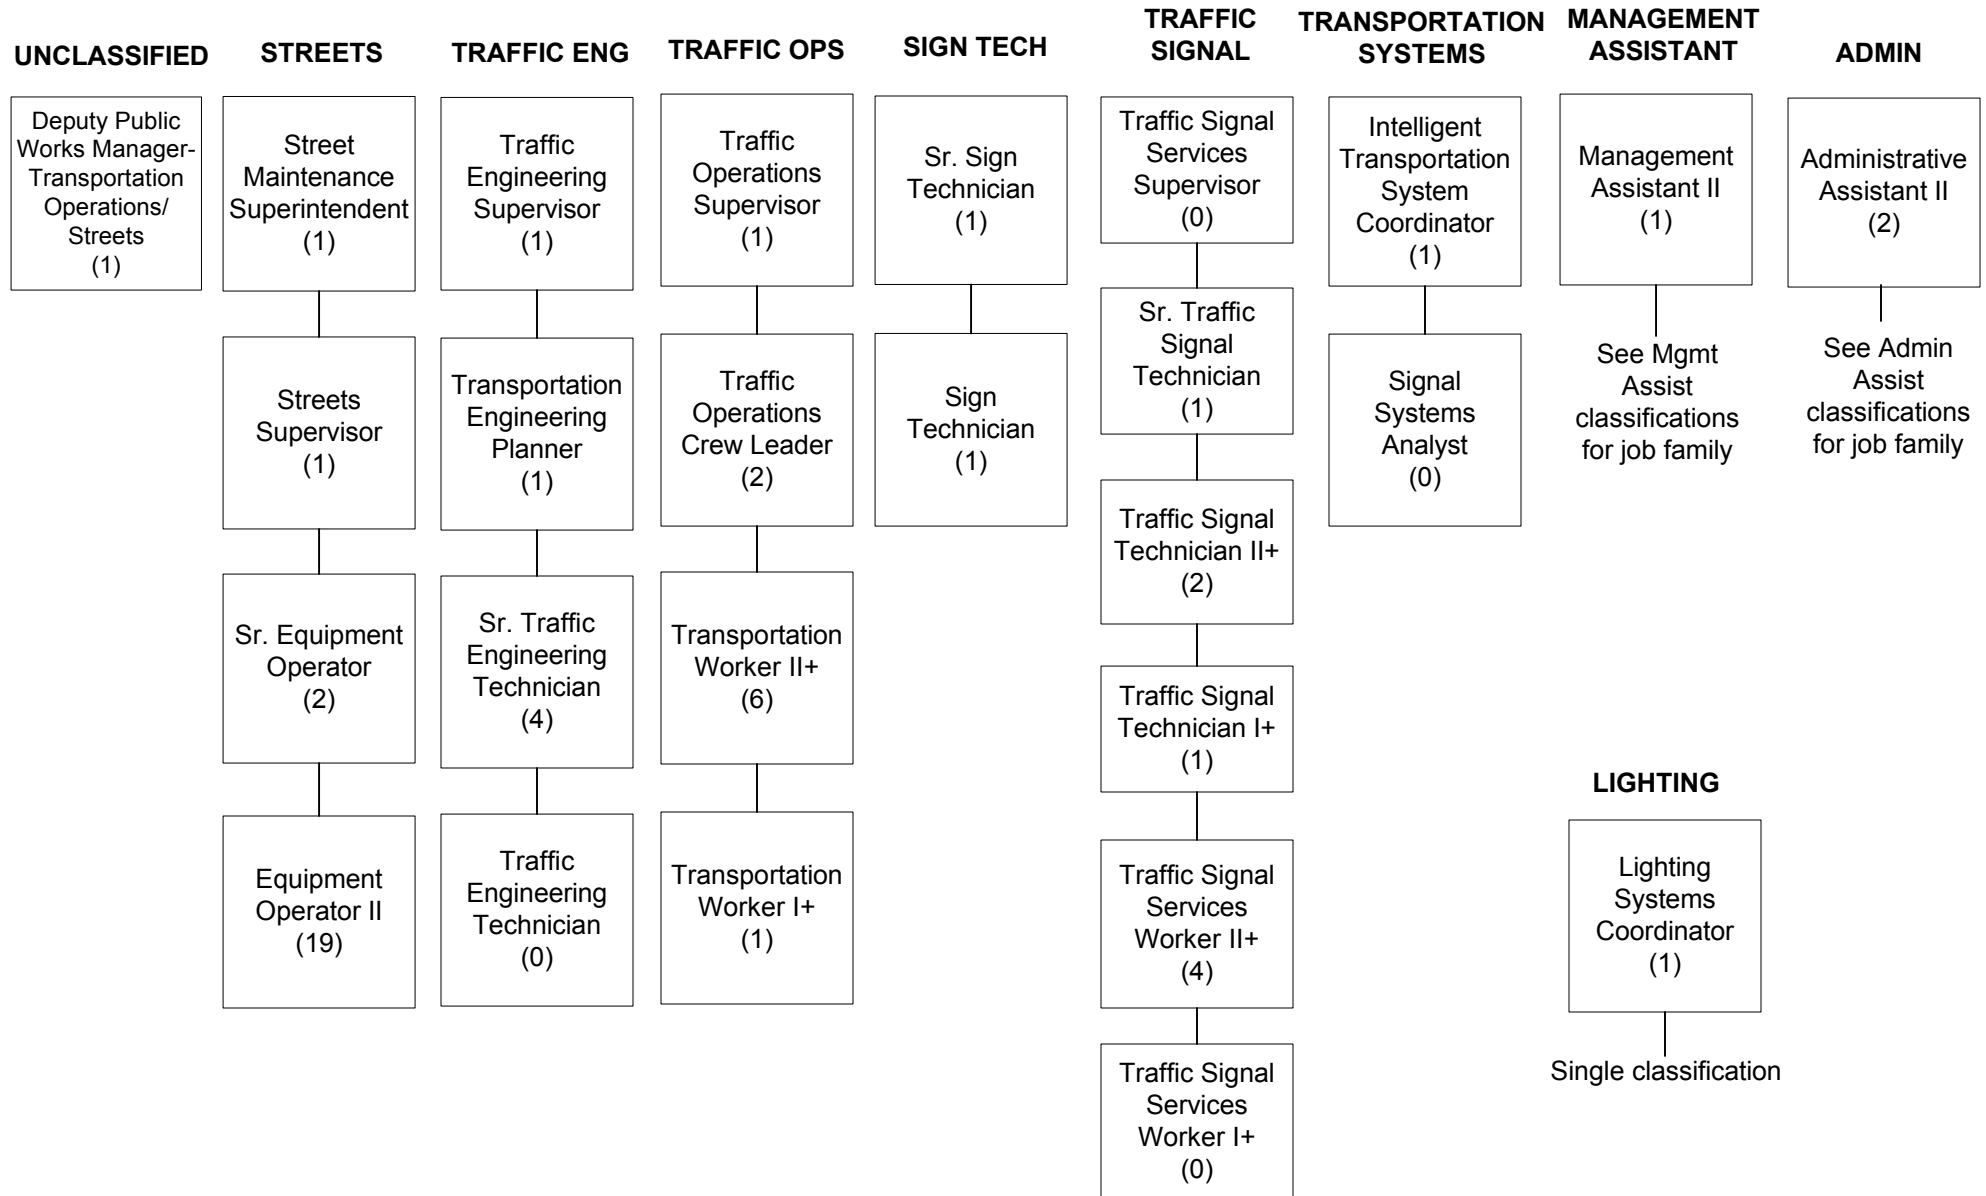 UNCLASSIFIED
Deputy Public
Works Manager-
Transportation
Operations/
Streets
(1)
STREETS
Street
Maintenance
Superintendent
(1)
Streets
Supervisor
(1)
Sr. Equipment
Operator
(2)
Equipment
Operator II
(19)
TRAFFIC ENG
Traffic
Engineering
Supervisor
(1)
Transportation
Engineering
Planner
(1)
Sr. Traffic
Engineering
Technician
(4)
Traffic
Engineering
Technician
(0)
TRAFFIC OPS
Traffic
Operations
Supervisor
(1)
Traffic
Operations
Crew Leader
(2)
Transportation
Worker II+
(6)
Transportation
Worker I+
(1)
SIGN TECH
Sr. Sign
Technician
(1)
Sign
Technician
(1)
TRAFFIC
SIGNAL
Traffic Signal
Services
Supervisor
(0)
Sr. Traffic
Signal
Technician
(1)
Traffic Signal
Technician II+
(2)
Traffic Signal
Technician I+
(1)
Traffic Signal
Services
Worker II+
(4)
Traffic Signal
Services
Worker I+
(0)
TRANSPORTATION
SYSTEMS
Intelligent
Transportation
System
Coordinator
(1)
Signal
Systems
Analyst
(0)
MANAGEMENT
ASSISTANT
Management
Assistant II
(1)
See Mgmt
Assist
classifications
for job family
LIGHTING
Lighting
Systems
Coordinator
(1)
Single classification
ADMIN
Administrative
Assistant II
(2)
See Admin
Assist
classifications
for job family